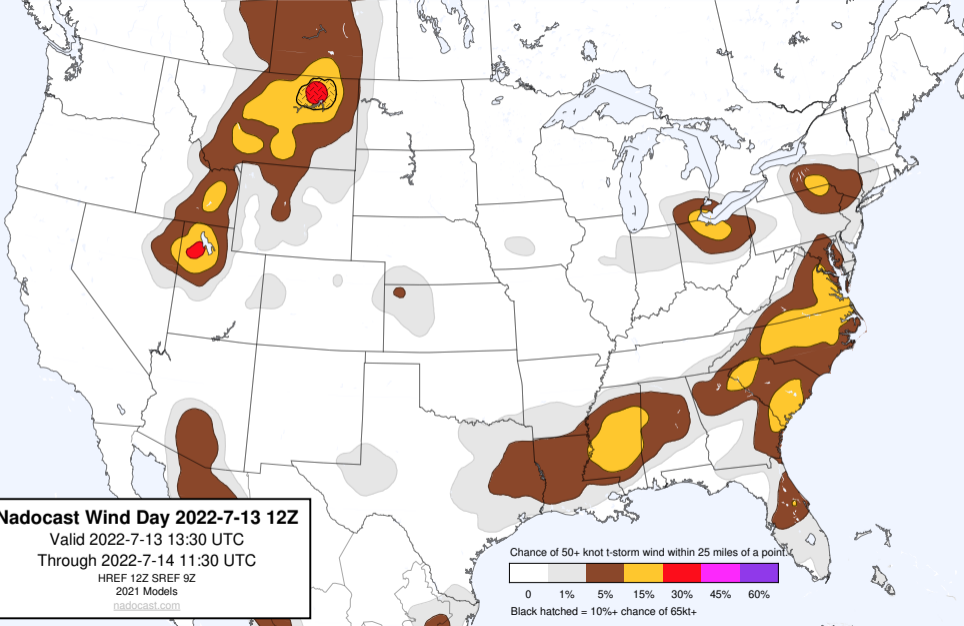 Nadocast Wind Day 2022-7-13 12Z
Valid 2022-7-13 13:30 UTC
Through 2022-7-14 11:30 UTC
HREF 12Z SREF 9Z
2021 Models
nadocast.com
Chance of 50+ knot t-storm wind within 25 miles of a point.
0 1% 5% 15% 30% 45% 60%
Black hatched = 10%+ chance of 65kt+